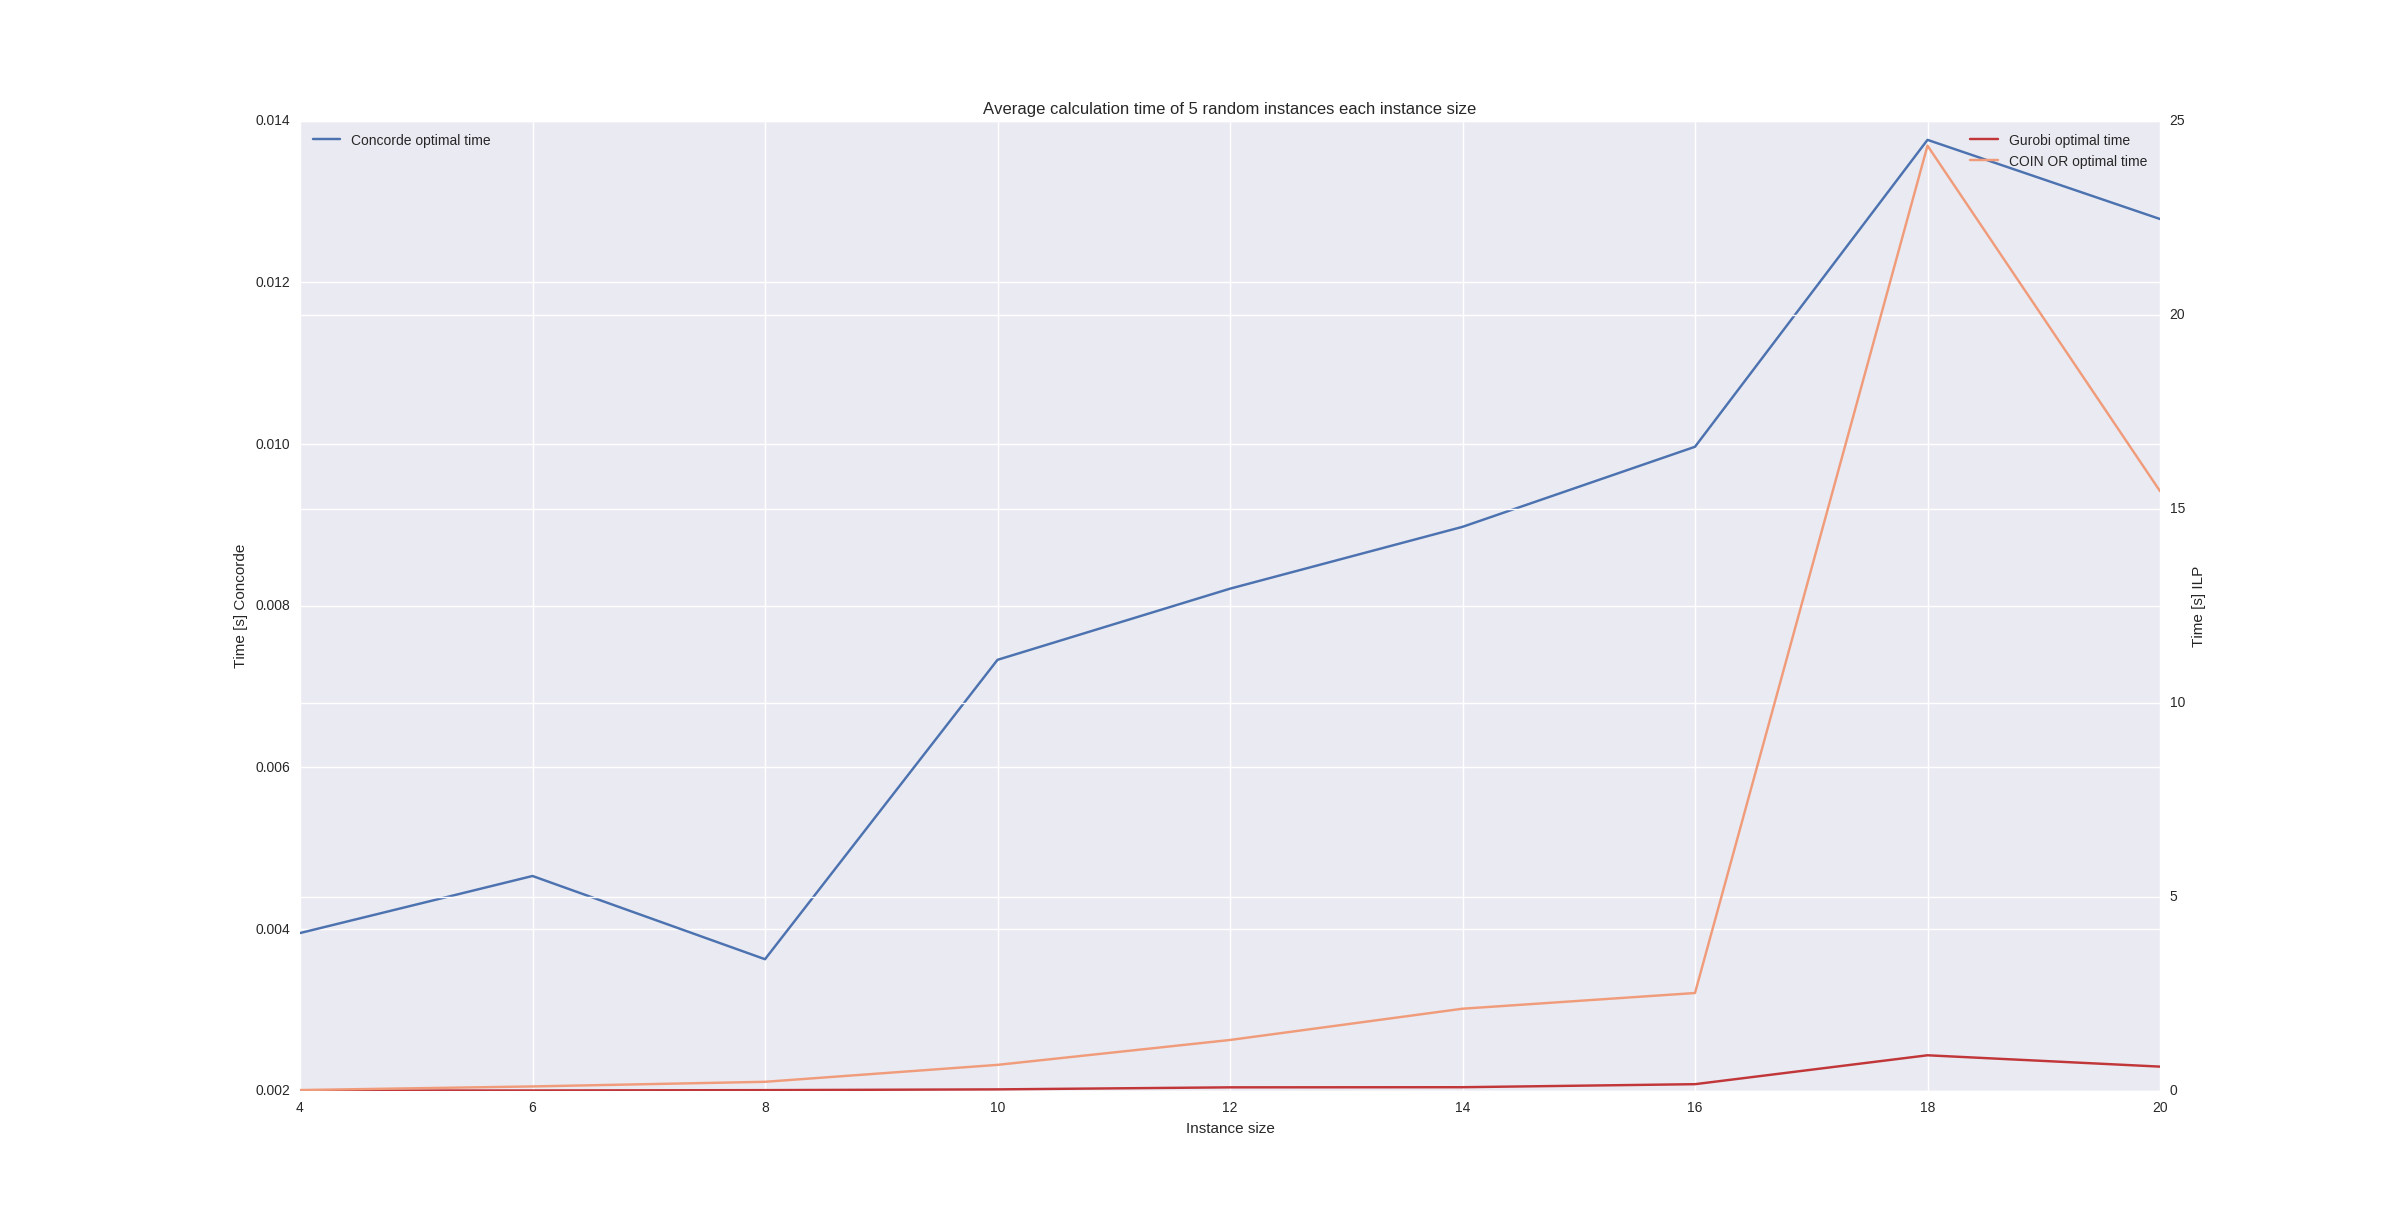 Average calculation time of 5 random instances each instance size
Concorde optimal time
Gurobi optimal time
COIN OR optimal time
0.014
0.012
0.010
0.008
0.006
0.004
0.002
Time [s] Concorde
25
20
15
10
5
0
Time [s] ILP
4 6 8 10 12 14 16 18 20
Instance size